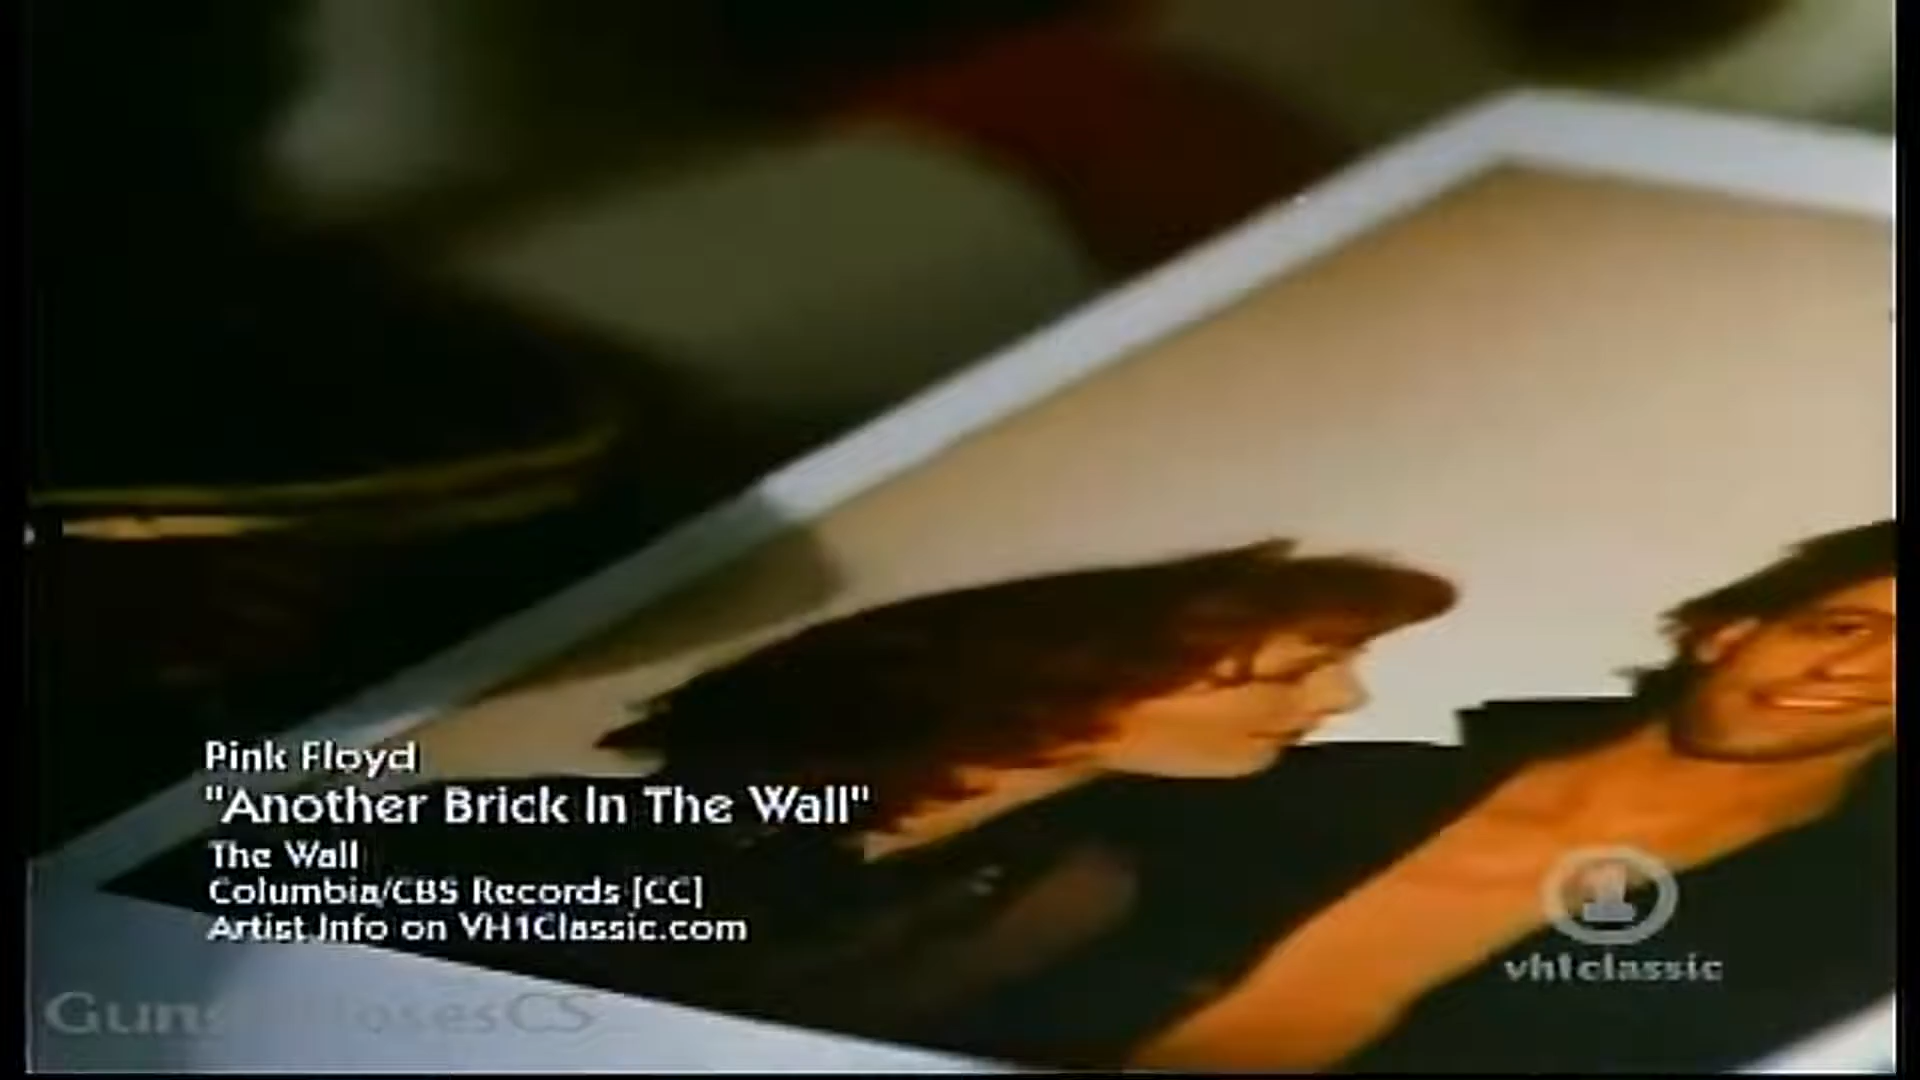 Pink Floyd
"Another Brick In The Wall"
The Wall
Columbia/CBS Records [CC]
Artist Info on VH1Classic.com
1
vh1classic